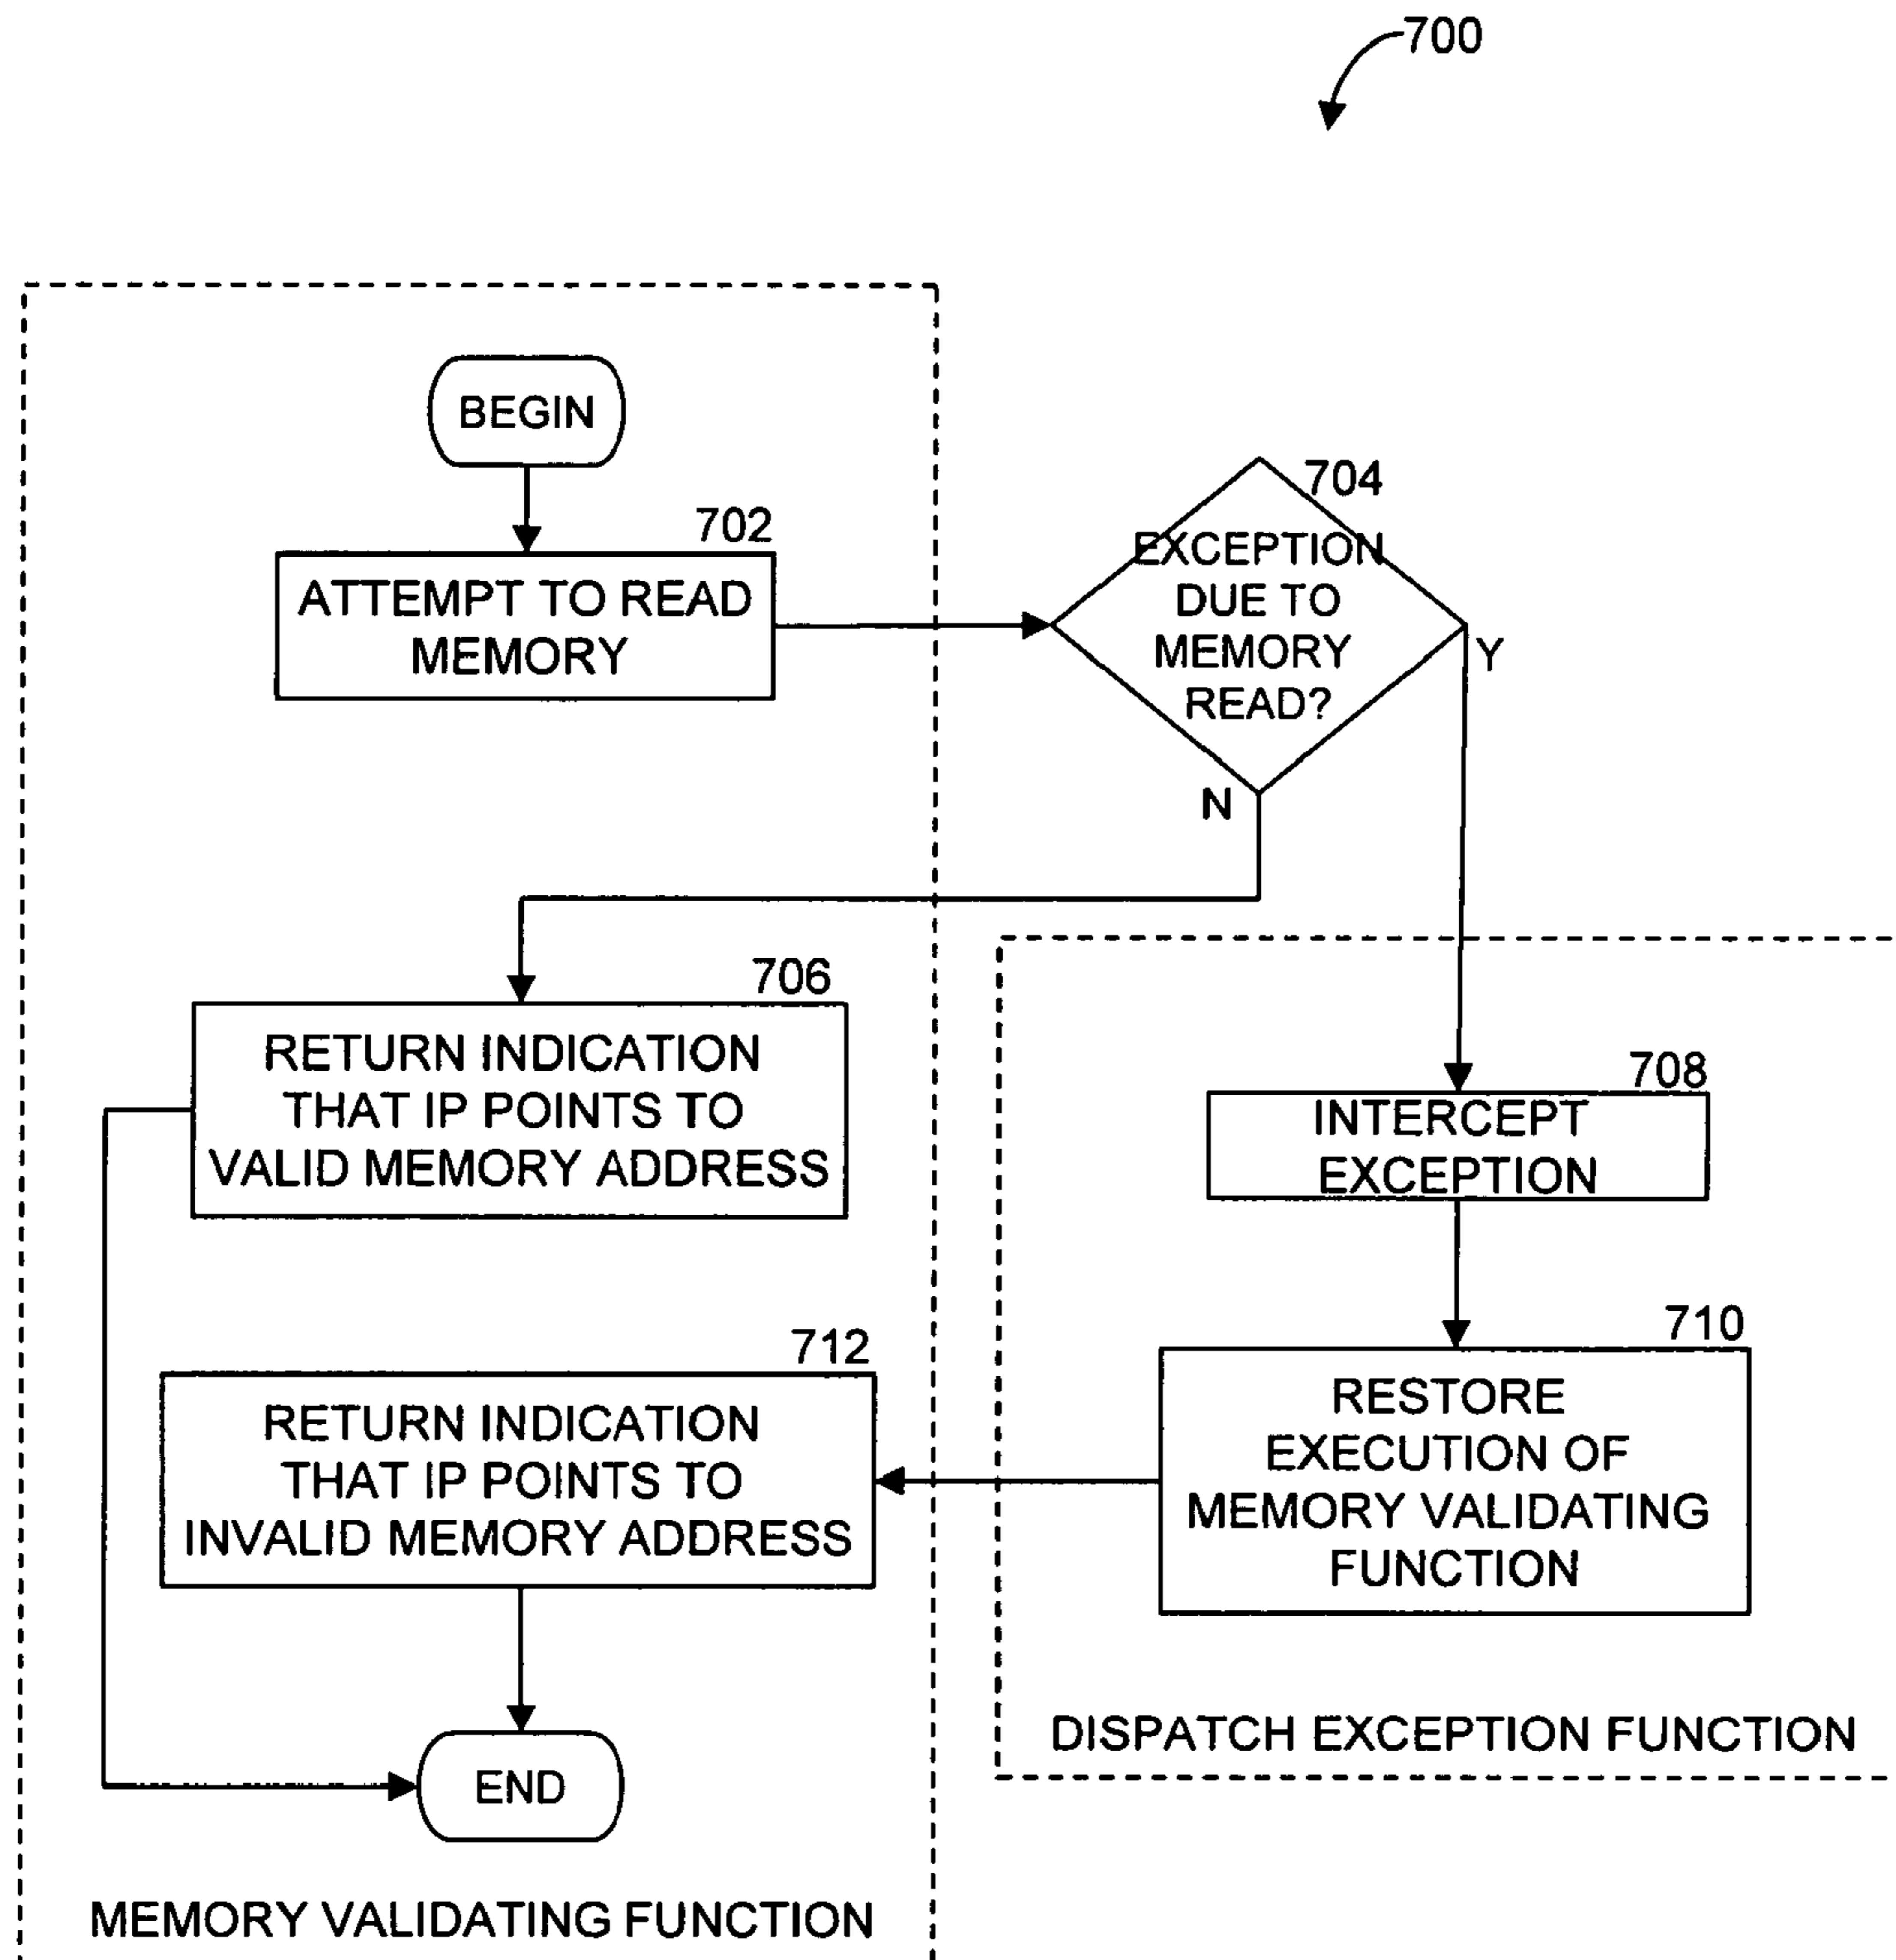 700
BEGIN
702
ATTEMPT TO READ
MEMORY
704
EXCEPTION
DUE TO
MEMORY
READ?
Y
N
706
RETURN INDICATION
THAT IP POINTS TO
VALID MEMORY ADDRESS
708
INTERCEPT
EXCEPTION
710
RESTORE
EXECUTION OF
MEMORY VALIDATING
FUNCTION
712
RETURN INDICATION
THAT IP POINTS TO
INVALID MEMORY ADDRESS
DISPATCH EXCEPTION FUNCTION
END
MEMORY VALIDATING FUNCTION